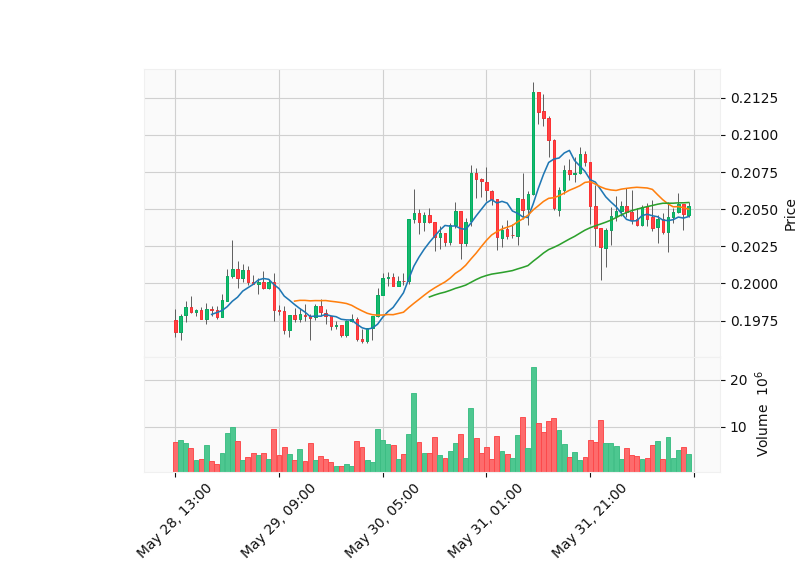 0.2125
0.2100
0.2075
0.2050
0.2025
0.2000
0.1975
Price
20
10
Volume 10^6
May 28, 13:00
May 29, 09:00
May 30, 05:00
May 31, 01:00
May 31, 21:00